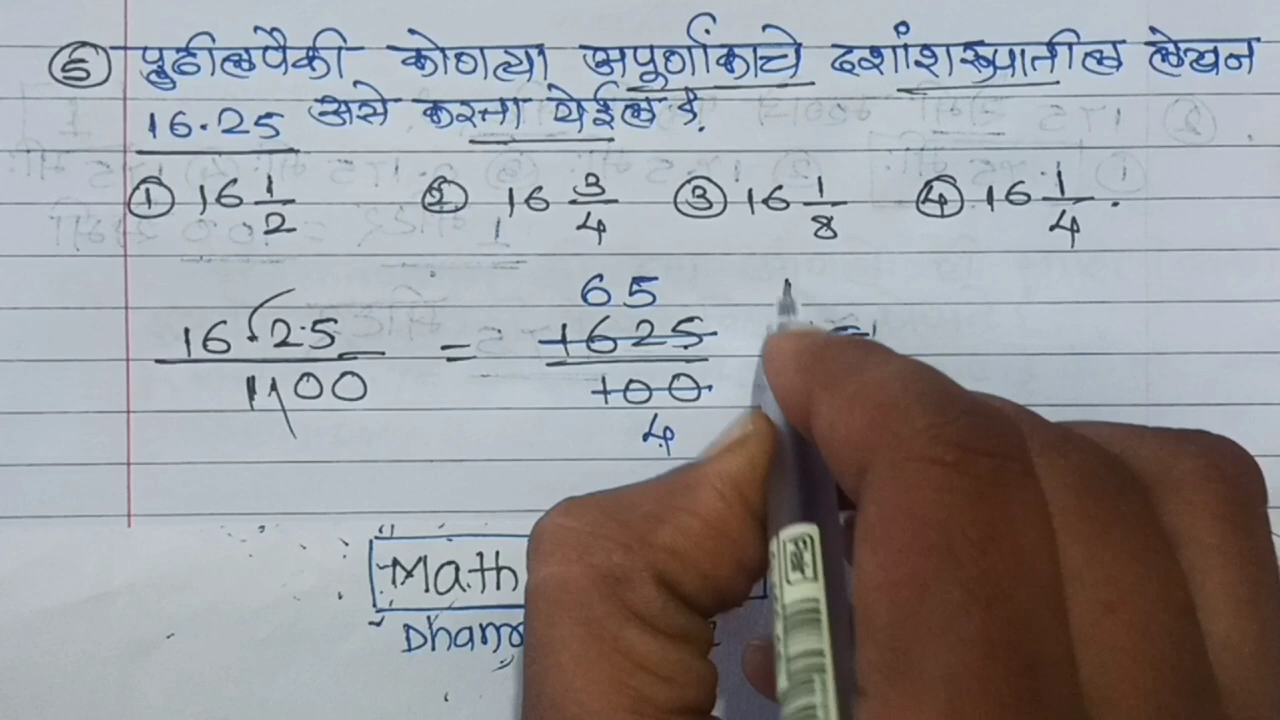 ⑤ पुढीलपैकी कोणत्या अपूर्णांकाचे दशांशरूपातील लेखन
16.25 असे करता येईल ?
① 16 1/2 ② 16 3/4 ③ 16 1/8 ④ 16 1/4 .
65
16 25 = 1625
100 100
4
Math